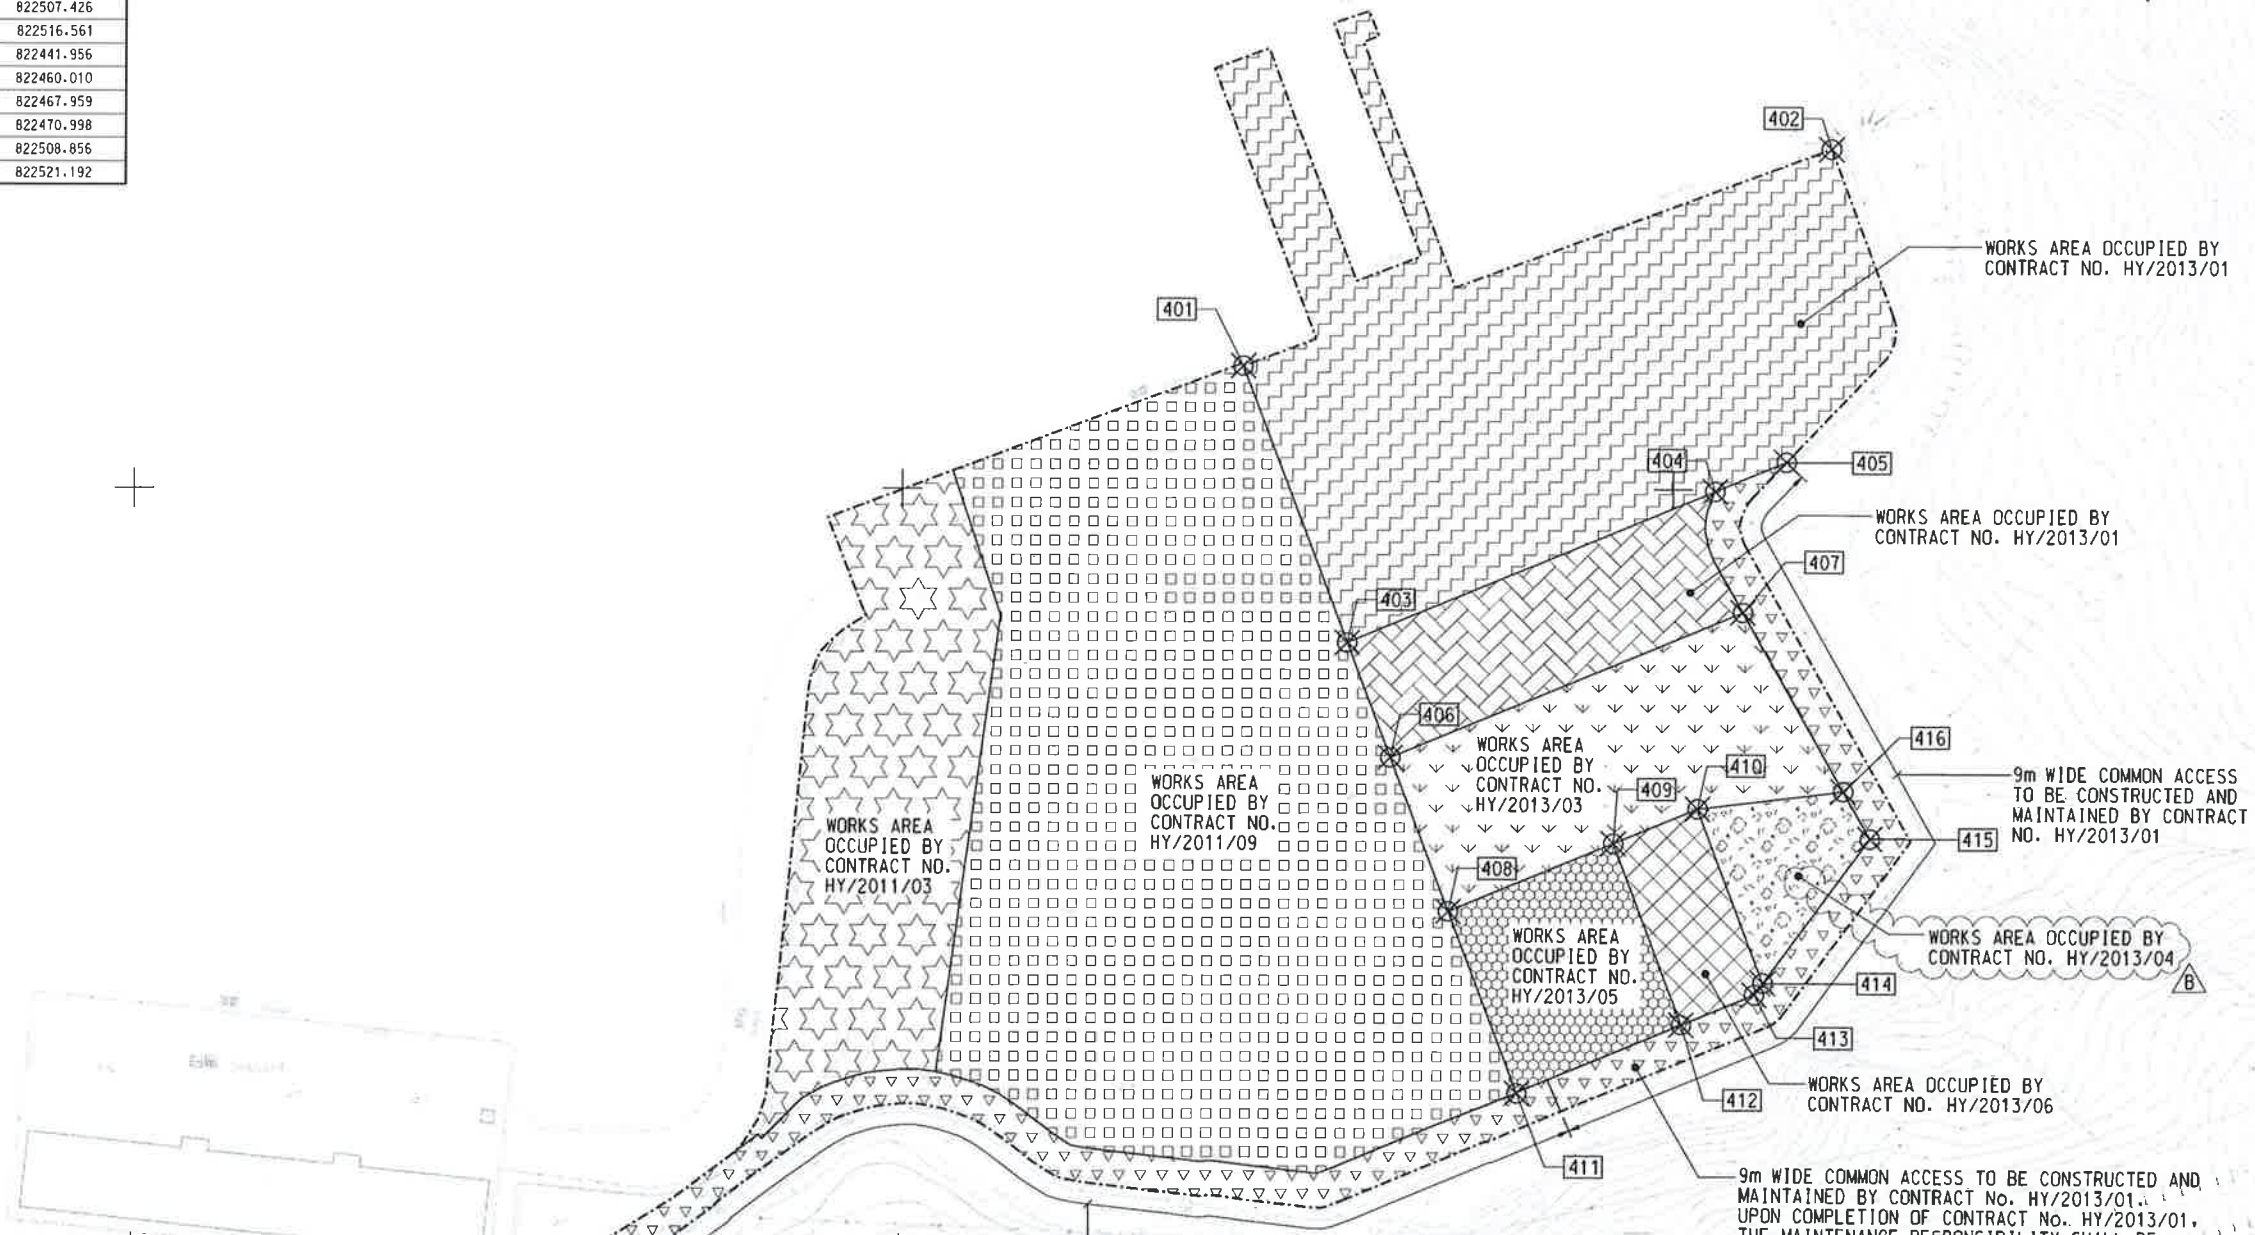 822507.426
822516.561
822441.956
822460.010
822467.959
822470.998
822508.856
822521.192
402
WORKS AREA OCCUPIED BY
CONTRACT NO. HY/2013/01
401
404
405
WORKS AREA OCCUPIED BY
CONTRACT NO. HY/2013/01
407
403
406
416
WORKS AREA
OCCUPIED BY
CONTRACT NO.
HY/2013/03
410
409
9m WIDE COMMON ACCESS
TO BE CONSTRUCTED AND
MAINTAINED BY CONTRACT
NO. HY/2013/01
WORKS AREA
OCCUPIED BY
CONTRACT NO.
HY/2011/09
WORKS AREA
OCCUPIED BY
CONTRACT NO.
HY/2011/03
415
408
WORKS AREA
OCCUPIED BY
CONTRACT NO.
HY/2013/05
WORKS AREA OCCUPIED BY
CONTRACT NO. HY/2013/04
B
414
413
WORKS AREA OCCUPIED BY
CONTRACT NO. HY/2013/06
412
411
9m WIDE COMMON ACCESS TO BE CONSTRUCTED AND
MAINTAINED BY CONTRACT No. HY/2013/01.
UPON COMPLETION OF CONTRACT No. HY/2013/01,
THE MAINTENANCE RESPONSIBILITY SHALL BE